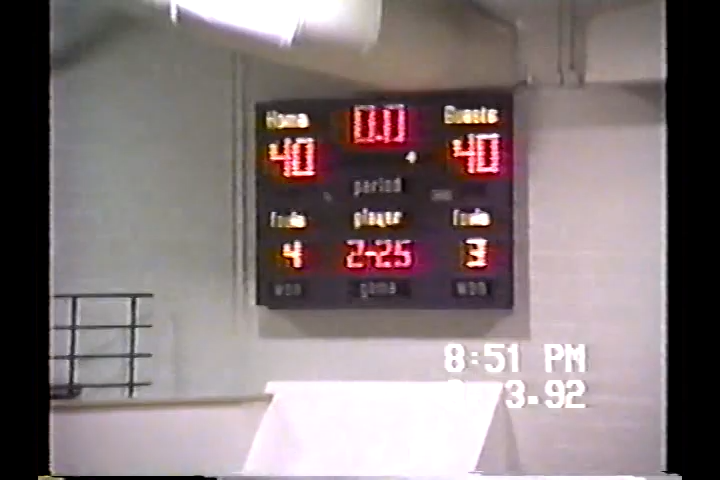 Home 0.0 Guests
40 40
period
fouls player fouls
4 2-25 3
won game won
8:51 PM
3.92